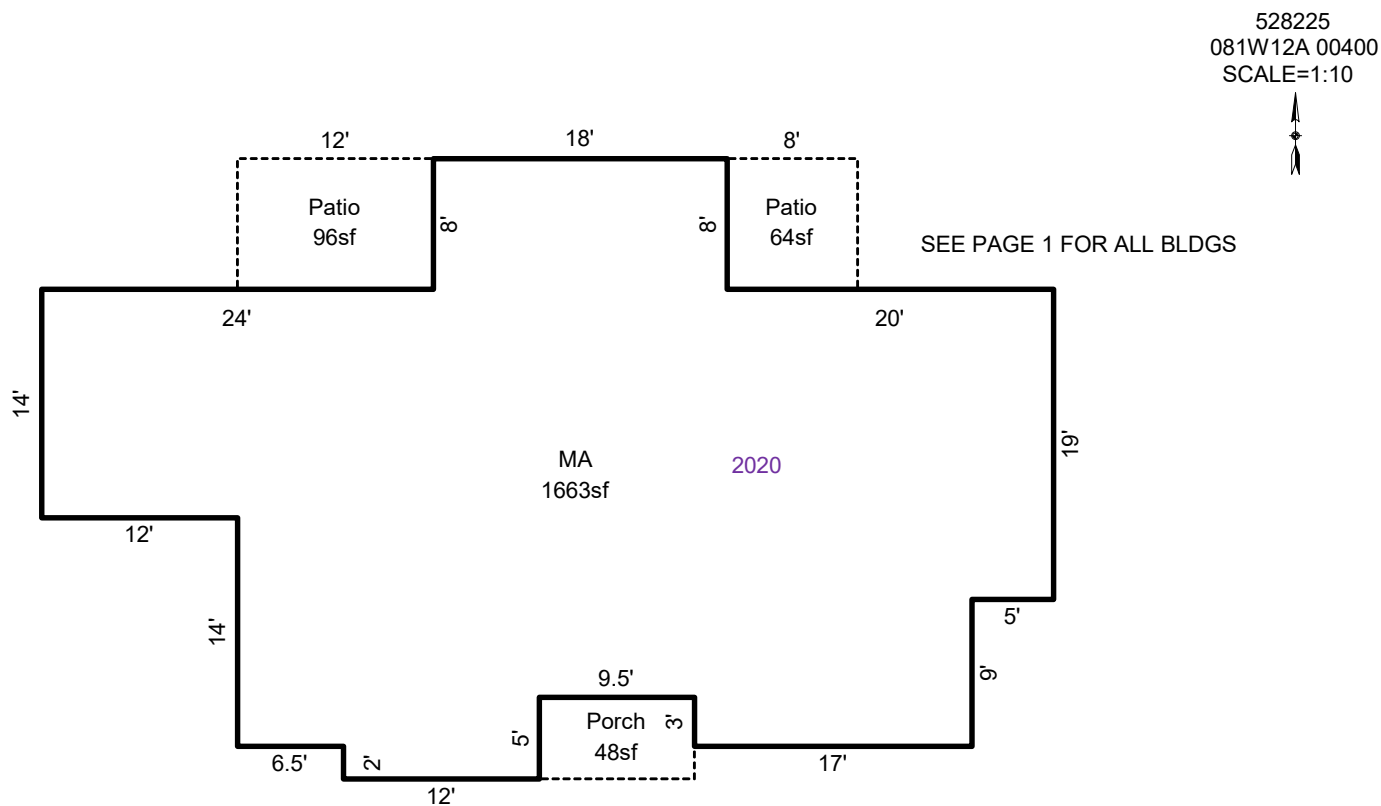 528225
081W12A 00400
SCALE=1:10
12'
18'
8'
Patio
96sf
8'
8'
Patio
64sf
SEE PAGE 1 FOR ALL BLDGS
24'
20'
14'
19'
MA
1663sf
2020
12'
14'
5'
9'
9.5'
Porch
48sf
3'
5'
6.5'
2'
12'
17'